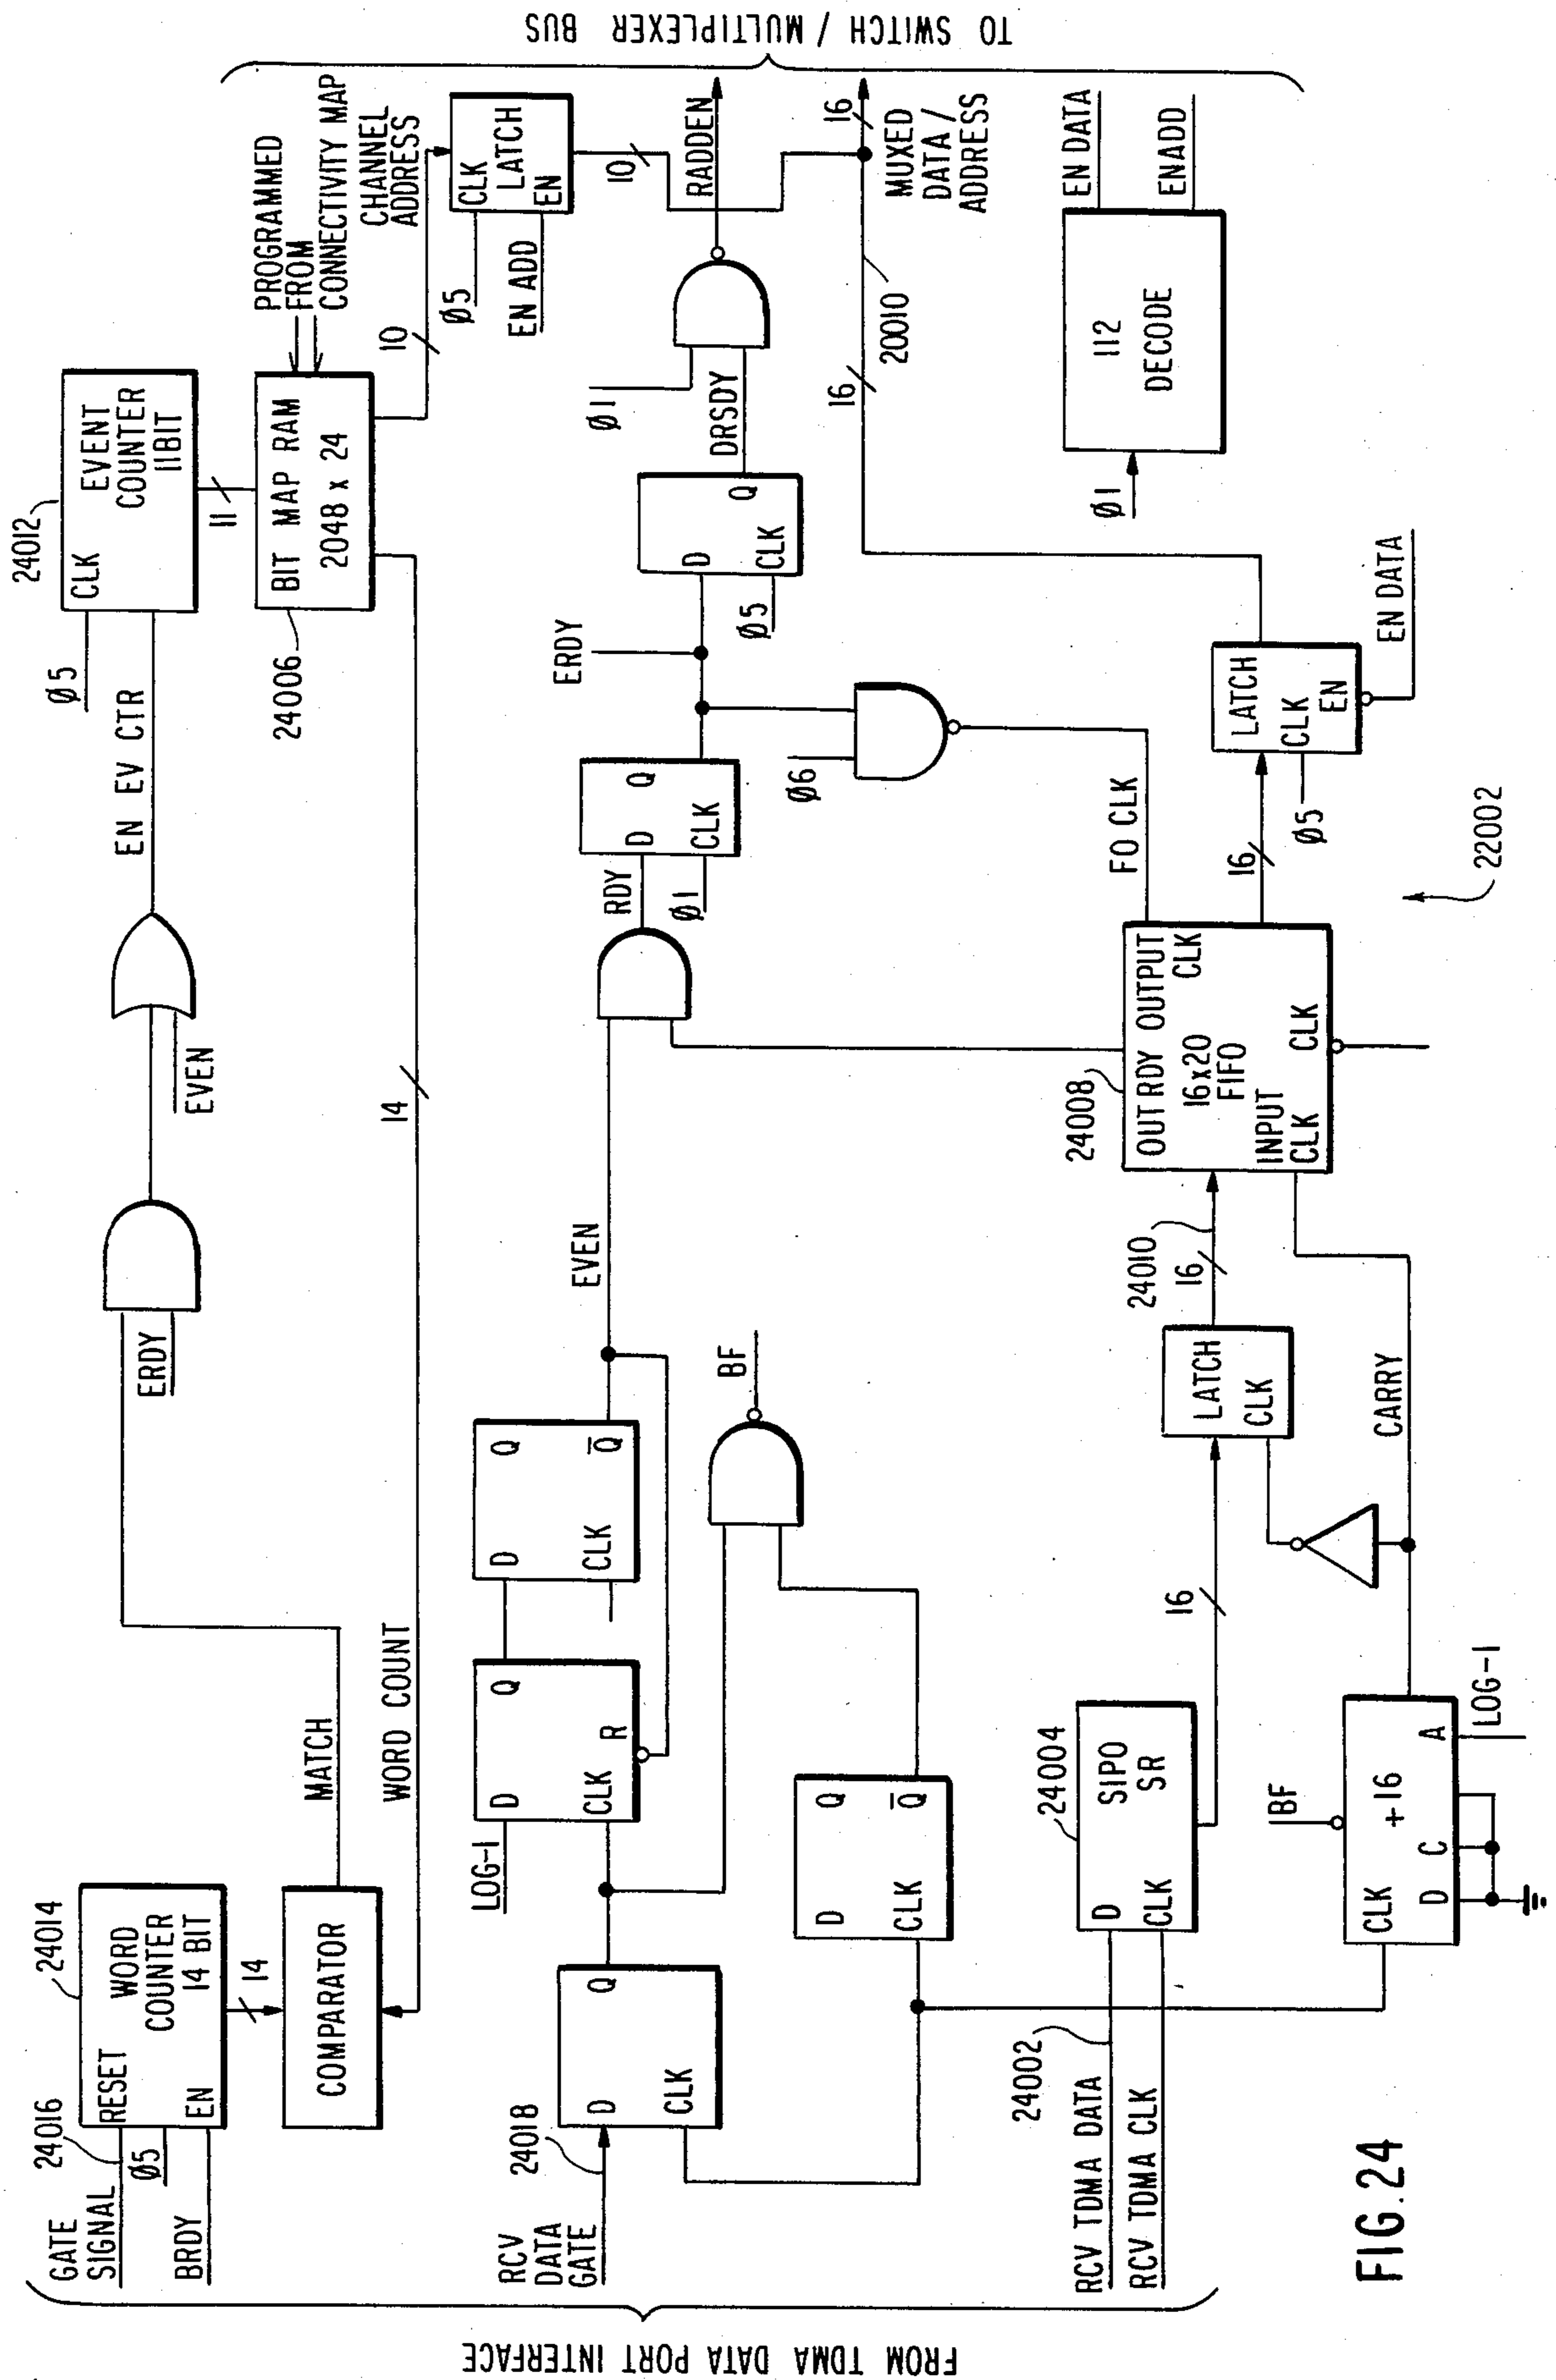 FROM TDMA DATA PORT INTERFACE
GATE
SIGNAL
24016
Ø5
BRDY
RESET
EN
WORD
COUNTER
14 BIT
24014
14
COMPARATOR
MATCH
WORD COUNT
14
ERDY
EVEN
EN EV CTR
Ø5
CLK
EVENT
COUNTER
11BIT
24012
11
BIT MAP RAM
2048 x 24
24006
PROGRAMMED
FROM
CONNECTIVITY MAP
10
CHANNEL
ADDRESS
Ø5
EN ADD
CLK
LATCH
EN
10
TO SWITCH / MULTIPLEXER BUS
RCV
DATA
GATE
24018
D
Q
CLK
LOG-1
D
Q
CLK
R
D
Q
CLK
Q
EVEN
D
Q
CLK
Q
BF
RDY
Ø1
D
Q
CLK
ERDY
Ø6
FO CLK
D
Q
CLK
Ø5
DRSDY
Ø1
RADDEN
16
MUXED
DATA /
ADDRESS
16
20010
RCV TDMA DATA
RCV TDMA CLK
24002
D
CLK
SIPO
SR
24004
16
LATCH
CLK
24010
16
24008
OUT RDY OUTPUT
CLK
16x20
FIFO
INPUT
CLK
CLK
16
Ø5
LATCH
CLK
EN
EN DATA
Ø1
112
DECODE
EN DATA
ENADD
BF
CLK
+16
D
C
A
LOG-1
CARRY
22002
FIG.24